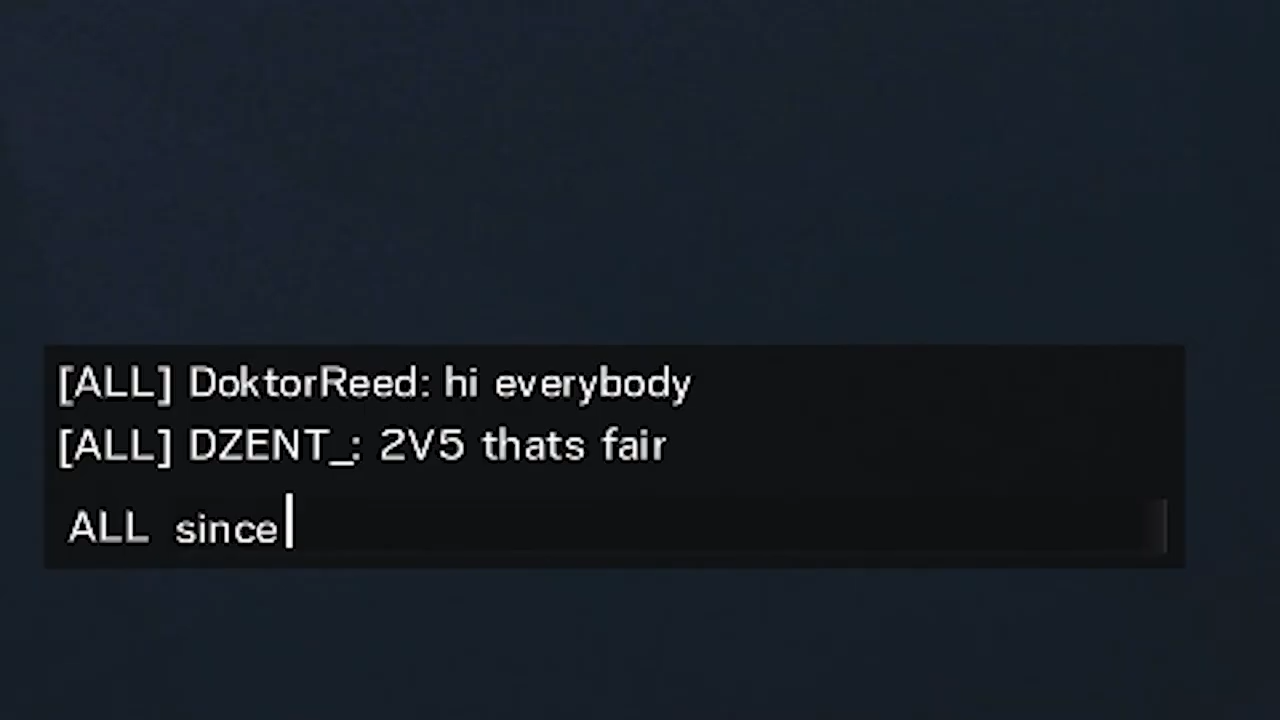 [ALL] DoktorReed: hi everybody
[ALL] DZENT_: 2V5 thats fair
ALL since